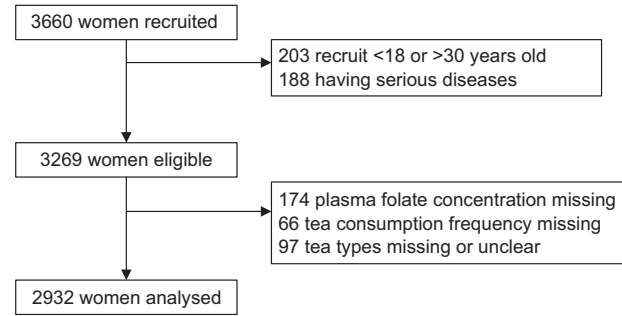 3660 women recruited
203 recruit <18 or >30 years old
188 having serious diseases
3269 women eligible
174 plasma folate concentration missing
66 tea consumption frequency missing
97 tea types missing or unclear
2932 women analysed